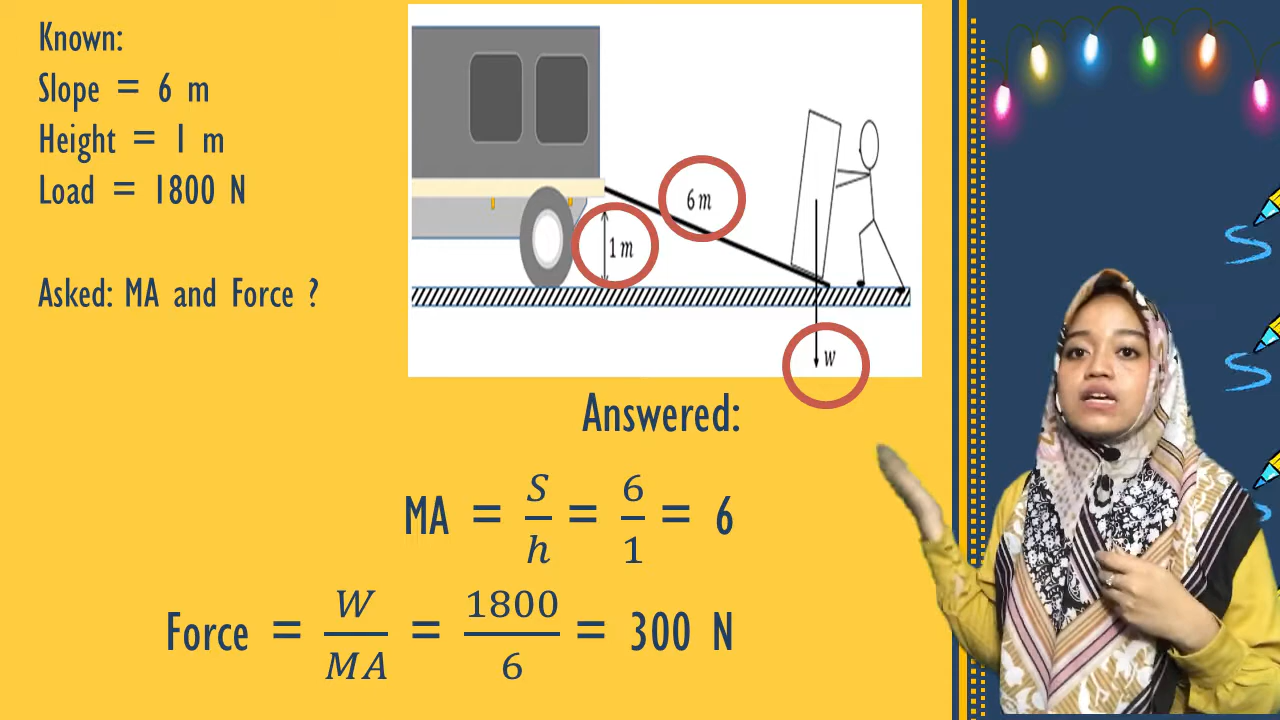 Known:
Slope = 6 m
Height = 1 m
Load = 1800 N
Asked: MA and Force ?
6 m
1 m
w
Answered:
MA = S/h = 6/1 = 6
Force = W/MA = 1800/6 = 300 N